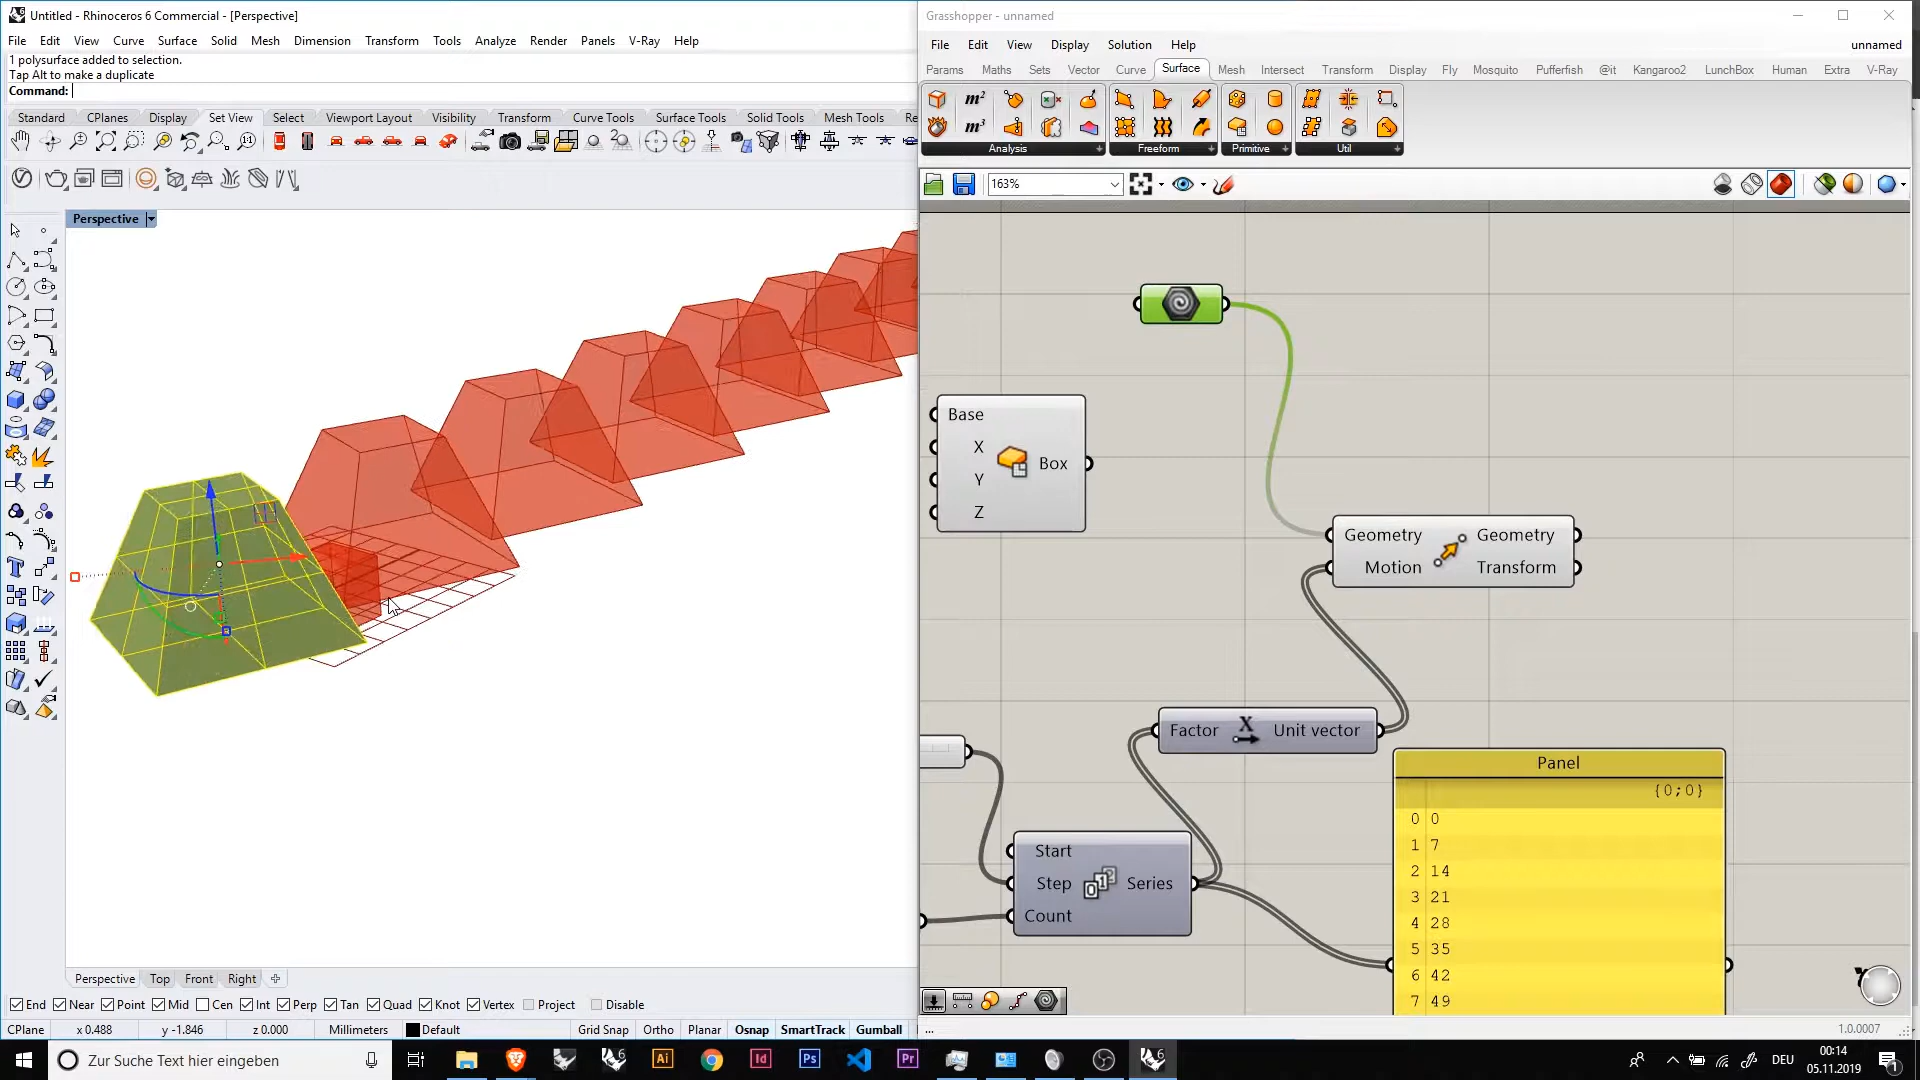 Untitled - Rhinoceros 6 Commercial - [Perspective]
File Edit View Curve Surface Solid Mesh Dimension Transform Tools Analyze Render Panels V-Ray Help
1 polysurface added to selection.
Tap Alt to make a duplicate
Command:
Standard CPlanes Display Set View Select Viewport Layout Visibility Transform Curve Tools Surface Tools Solid Tools Mesh Tools Re
Perspective
Perspective Top Front Right
End Near Point Mid Cen Int Perp Tan Quad Knot Vertex Project Disable
CPlane x 0.488 y -1.846 z 0.000 Millimeters Default Grid Snap Ortho Planar Osnap SmartTrack Gumball
Grasshopper - unnamed
File Edit View Display Solution Help unnamed
Params Maths Sets Vector Curve Surface Mesh Intersect Transform Display Fly Mosquito Pufferfish @it Kangaroo2 LunchBox Human Extra V-Ray
m²
m³
Analysis Freeform Primitive Util
163%
Base
X
Y
Z
Box
Geometry Geometry
Motion Transform
Factor X Unit vector
Start
Step Series
Count
Panel
{0;0}
0 0
1 7
2 14
3 21
4 28
5 35
6 42
7 49
...
1.0.0007
Zur Suche Text hier eingeben
Ai
Id
Ps
Pr
DEU
00:14
05.11.2019